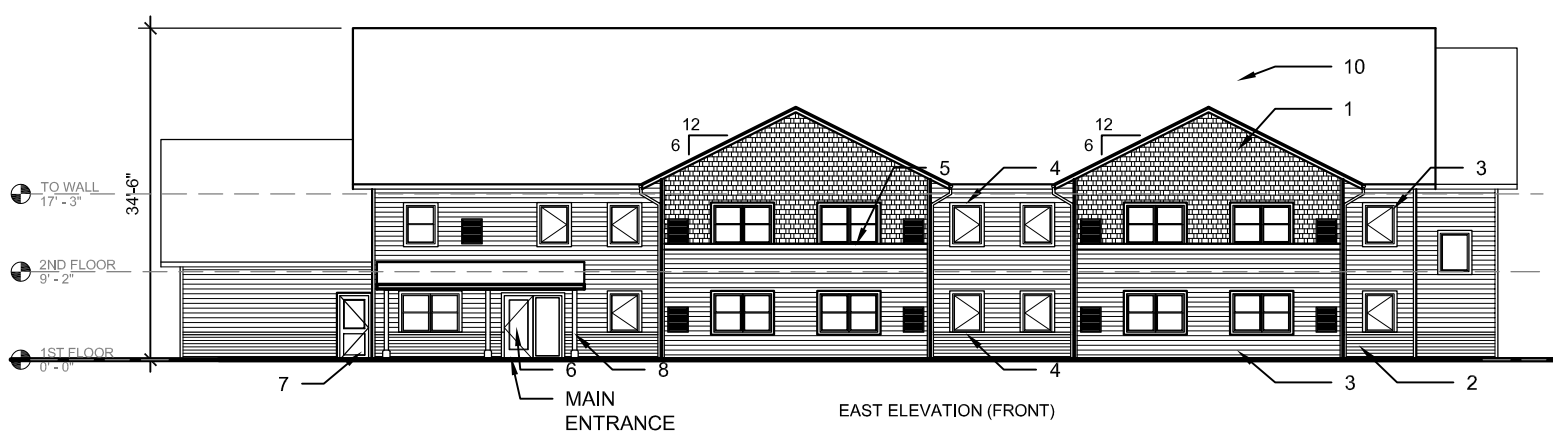 10
12
6
1
12
6
5
4
3
TO WALL
17' - 3"
34'-6"
2ND FLOOR
9' - 2"
1ST FLOOR
0' - 0"
7
6
8
4
3
2
MAIN
ENTRANCE
EAST ELEVATION (FRONT)